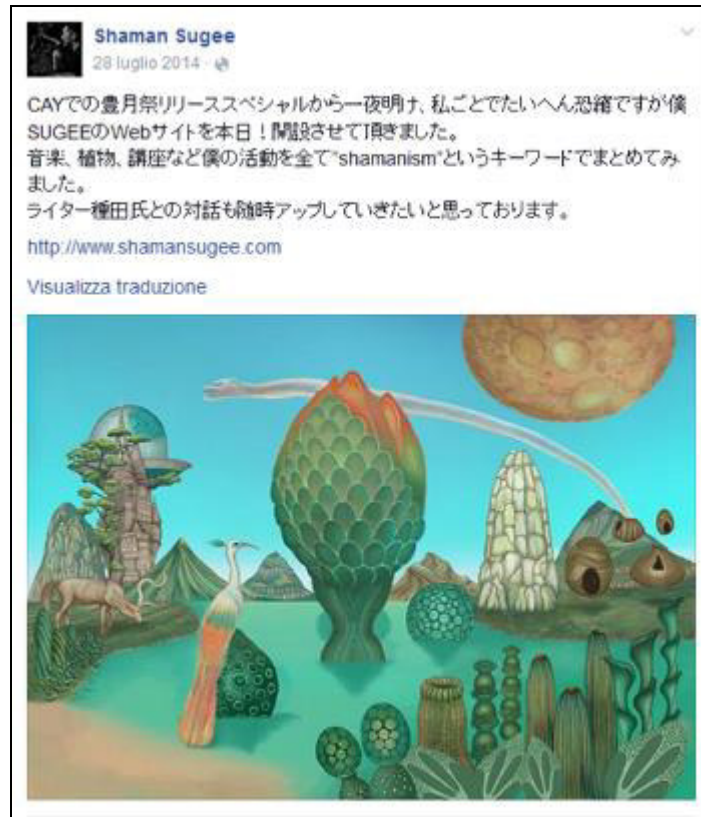 Shaman Sugee
28 luglio 2014
CAYでの豊月祭リリーススペシャルから一夜明け、私ごとでたいへん恐縮ですが僕
SUGEEのWebサイトを本日！開設させて頂きました。
音楽、植物、講座など僕の活動を全て"shamanism"というキーワードでまとめてみ
ました。
ライター種田氏との対話も随時アップしていきたいと思っております。
http://www.shamansugee.com
Visualizza traduzione